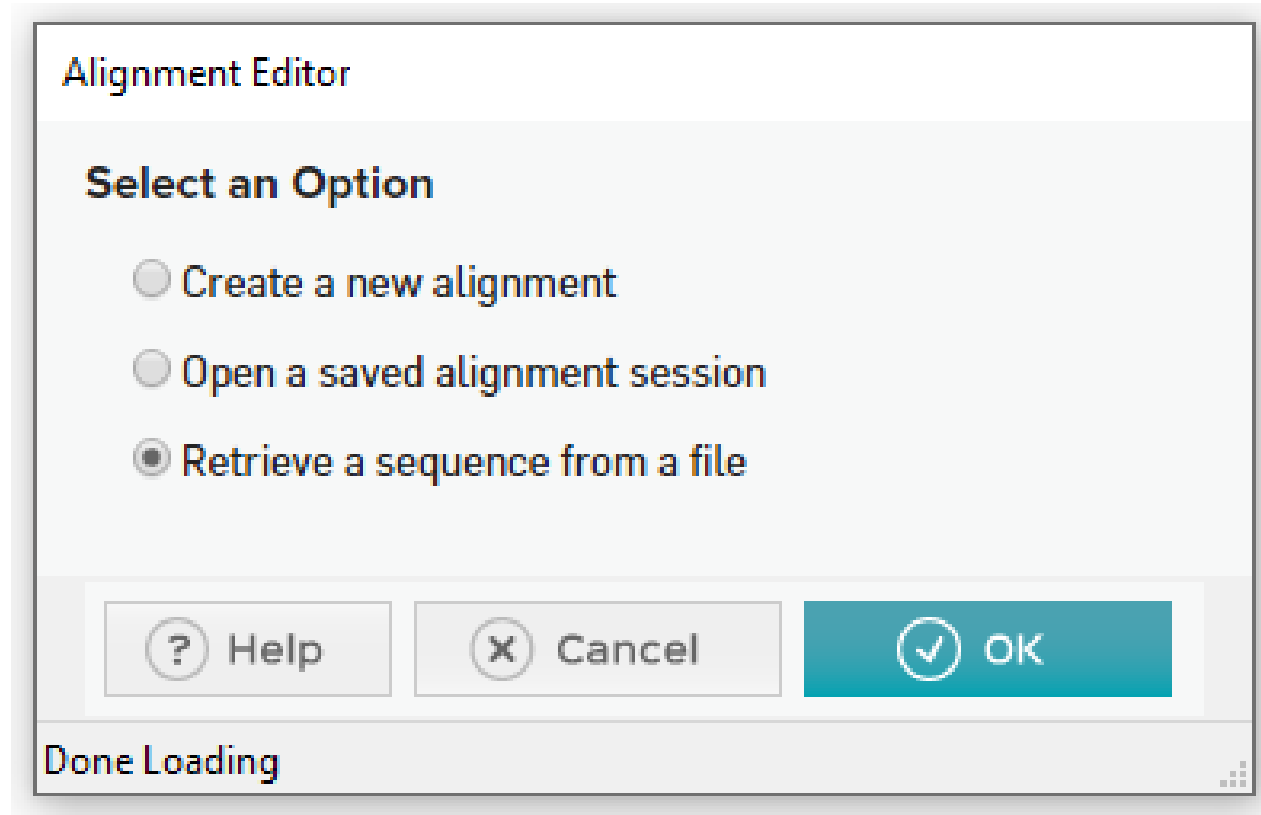 Alignment Editor
Select an Option
Create a new alignment
Open a saved alignment session
Retrieve a sequence from a file
? Help
Cancel
OK
Done Loading